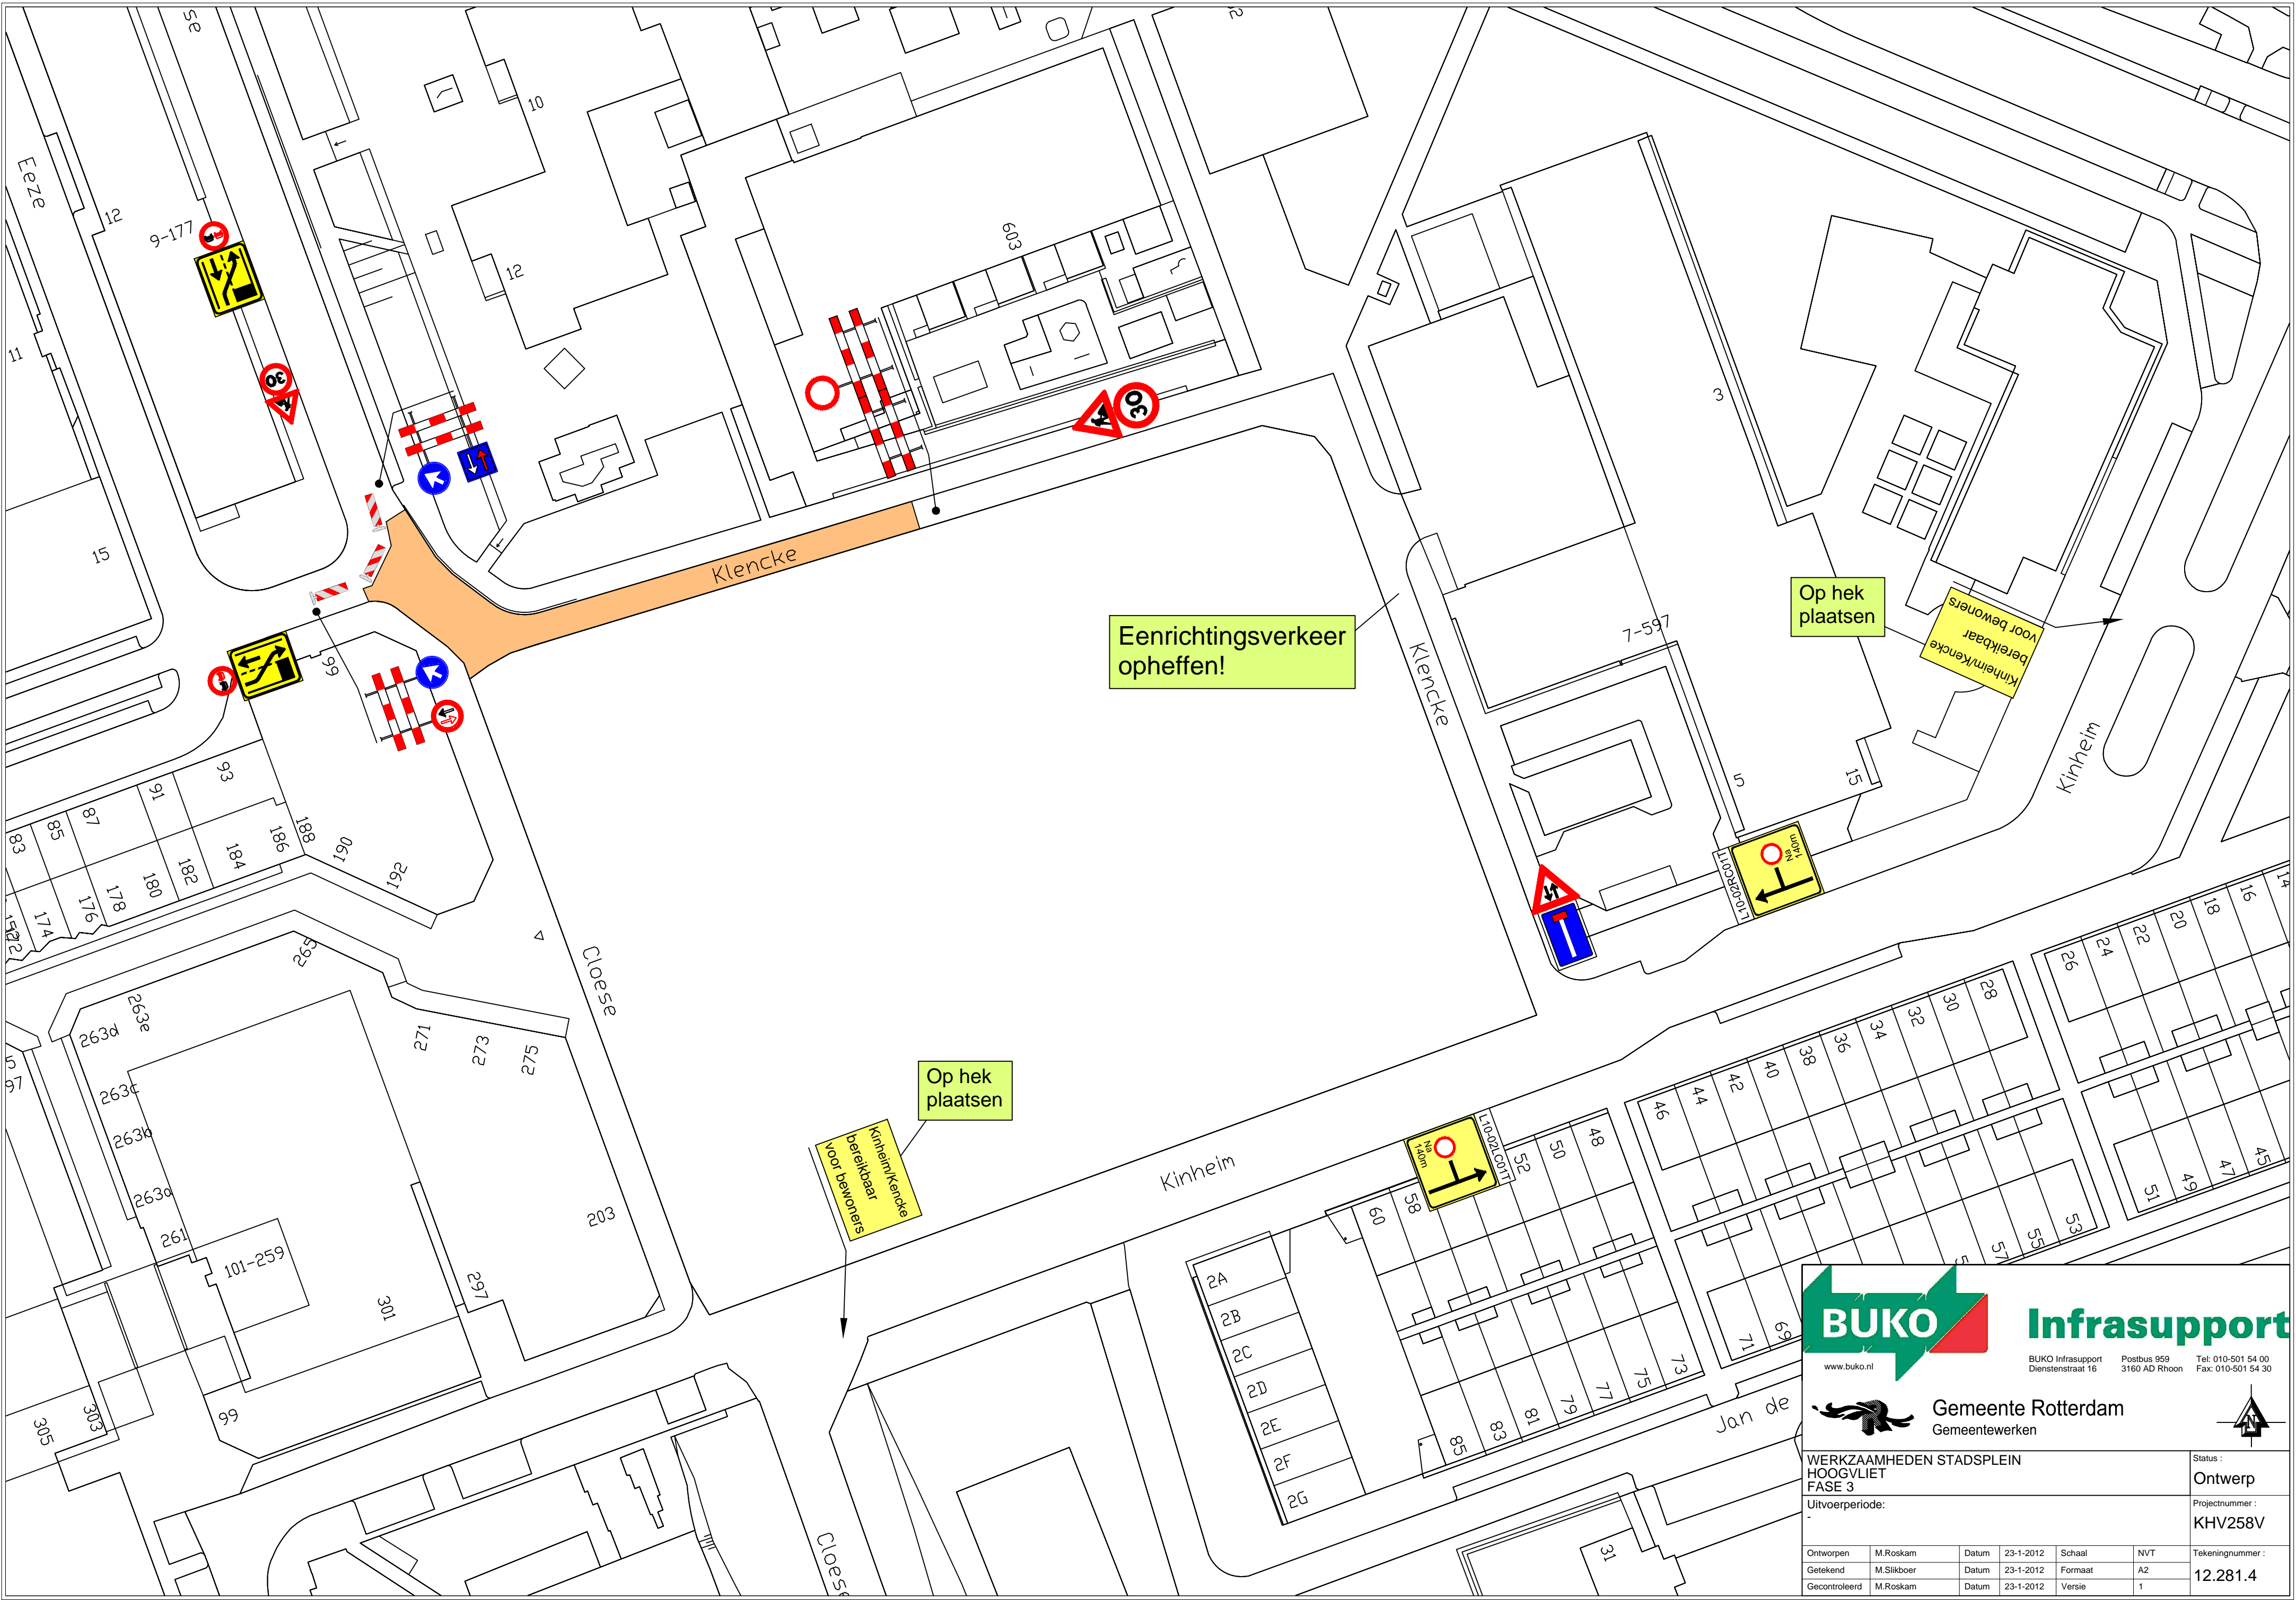 se
2
10
Eeze
12
9-177
603
12
11
30
30
3
15
Klencke
Op hek
plaatsen
Kinheim/Kencke
bereikbaar
voor bewoners
Eenrichtingsverkeer
opheffen!
7-597
99
Klencke
Kinheim
5
15
93
91
87
85
83
188
186
184
182
180
178
176
174
172
190
192
Na
140m
L10-02RC01T
14
16
18
20
22
24
26
265
Cloese
28
30
32
34
36
38
40
42
44
46
263e
263d
271
273
275
97
263c
263b
Op hek
plaatsen
Kinheim/Kencke
bereikbaar
voor bewoners
Kinheim
Na
140m
L10-02LC01T
48
50
52
58
60
45
47
49
51
53
55
57
263a
261
203
101-259
297
301
2A
2B
2C
2D
2E
2F
2G
69
71
73
75
77
79
81
83
85
99
303
305
Jan de
Cloese
31
BUKO
Infrasupport
www.buko.nl
BUKO Infrasupport Postbus 959 Tel: 010-501 54 00
Dienstenstraat 16 3160 AD Rhoon Fax: 010-501 54 30
Gemeente Rotterdam
Gemeentewerken
N
WERKZAAMHEDEN STADSPLEIN
HOOGVLIET
FASE 3
Status :
Ontwerp
Uitvoerperiode:
-
Projectnummer :
KHV258V
Ontworpen M.Roskam Datum 23-1-2012 Schaal NVT
Getekend M.Slikboer Datum 23-1-2012 Formaat A2
Gecontroleerd M.Roskam Datum 23-1-2012 Versie 1
Tekeningnummer :
12.281.4